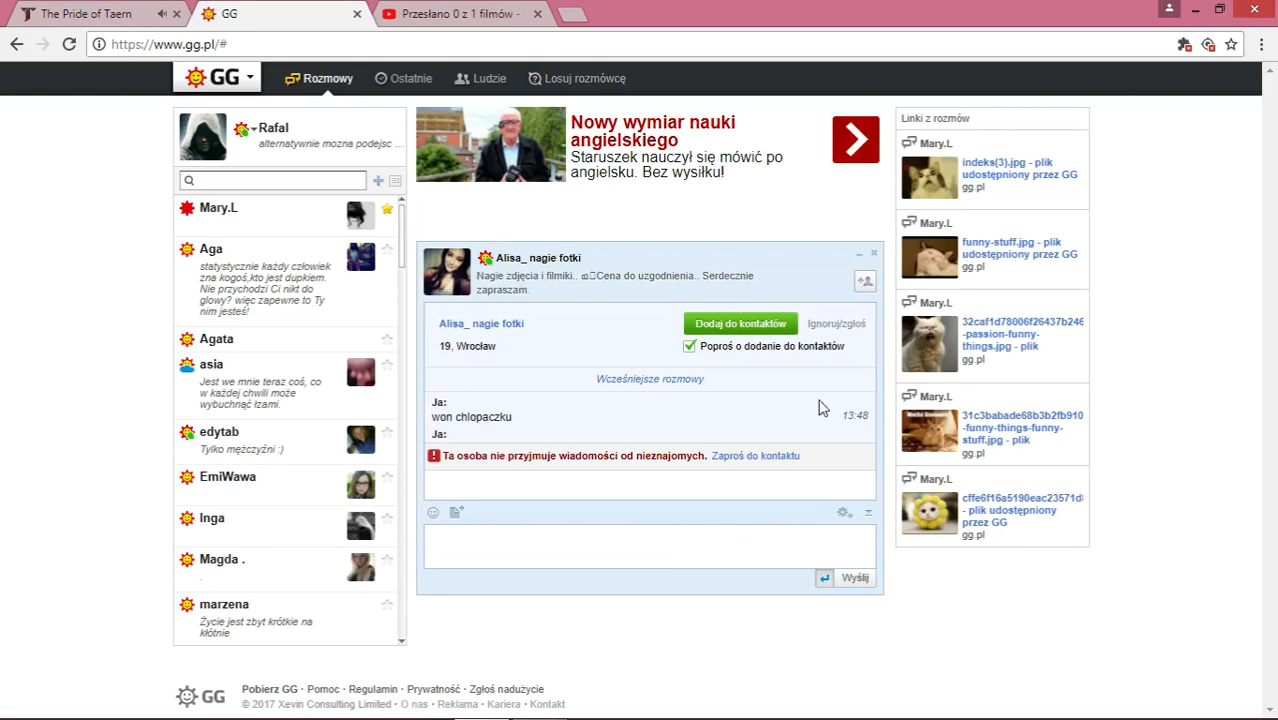 The Pride of Taern
GG
Przesłano 0 z 1 filmów -
https://www.gg.pl/#
GG
Rozmowy
Ostatnie
Ludzie
Losuj rozmówcę
Rafal
alternatywnie mozna podejsc ...
Mary.L
Aga
statystycznie każdy człowiek
zna kogoś,kto jest dupkiem.
Nie przychodzi Ci nikt do
glowy? więc zapewne to Ty
nim jesteś!
Agata
asia
Jest we mnie teraz coś, co
w każdej chwili może
wybuchnąć łzami.
edytab
Tylko mężczyźni :)
EmiWawa
Inga
Magda .
.
marzena
Życie jest zbyt krótkie na
kłótnie
Nowy wymiar nauki
angielskiego
Staruszek nauczył się mówić po
angielsku. Bez wysiłku!
Alisa_ nagie fotki
Nagie zdjęcia i filmiki.. Cena do uzgodnienia.. Serdecznie
zapraszam.
Alisa_ nagie fotki
Dodaj do kontaktów
Ignoruj/zgłoś
19, Wrocław
Poproś o dodanie do kontaktów
Wcześniejsze rozmowy
Ja:
won chlopaczku
13:48
Ja:
Ta osoba nie przyjmuje wiadomości od nieznajomych. Zaproś do kontaktu
Wyślij
Linki z rozmów
Mary.L
indeks(3).jpg - plik
udostępniony przez GG
gg.pl
Mary.L
funny-stuff.jpg - plik
udostępniony przez GG
gg.pl
Mary.L
32caf1d78006f26437b246
-passion-funny-
things.jpg - plik
gg.pl
Mary.L
31c3babade68b3b2fb910
-funny-things-funny-
stuff.jpg - plik
Mary.L
cffe6f16a5190eac23571d
- plik udostępniony
przez GG
gg.pl
GG
Pobierz GG · Pomoc · Regulamin · Prywatność · Zgłoś nadużycie
© 2017 Xevin Consulting Limited · O nas · Reklama · Kariera · Kontakt